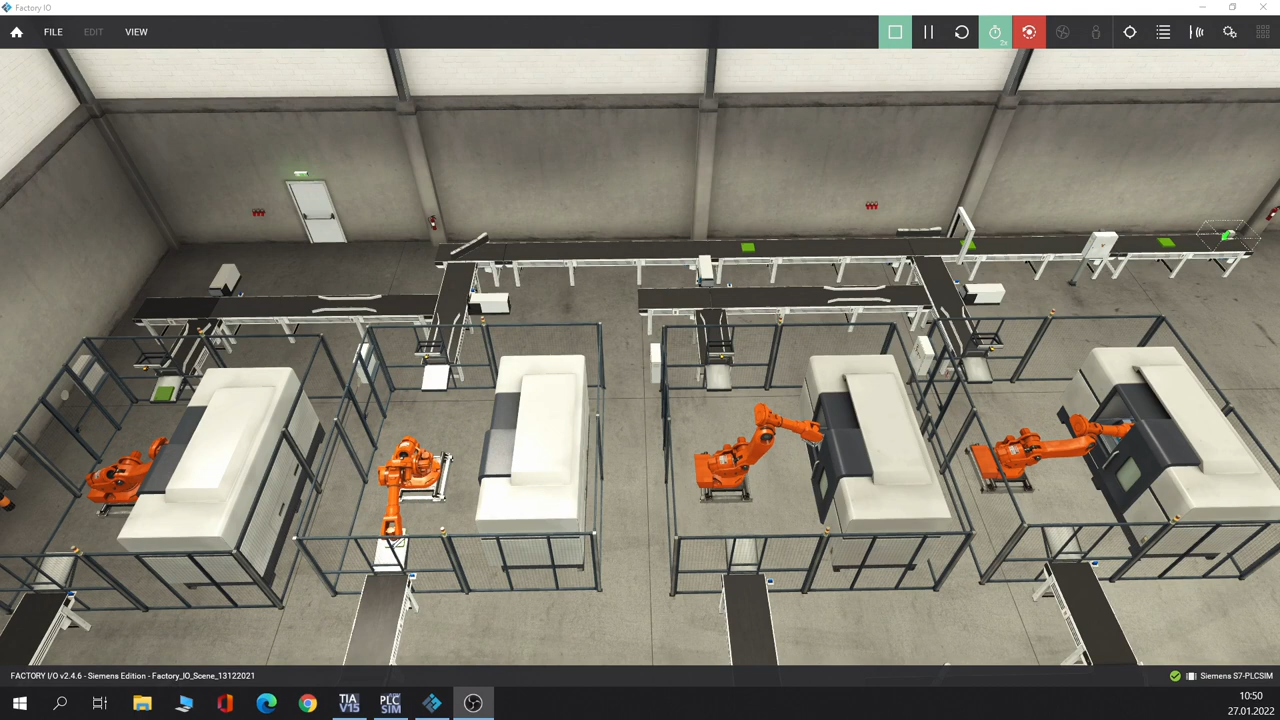 Factory IO
FILE EDIT VIEW
2x
FACTORY I/O v2.4.6 - Siemens Edition - Factory_IO_Scene_13122021
Siemens S7-PLCSIM
TIA V15
PLC SIM
10:50
27.01.2022